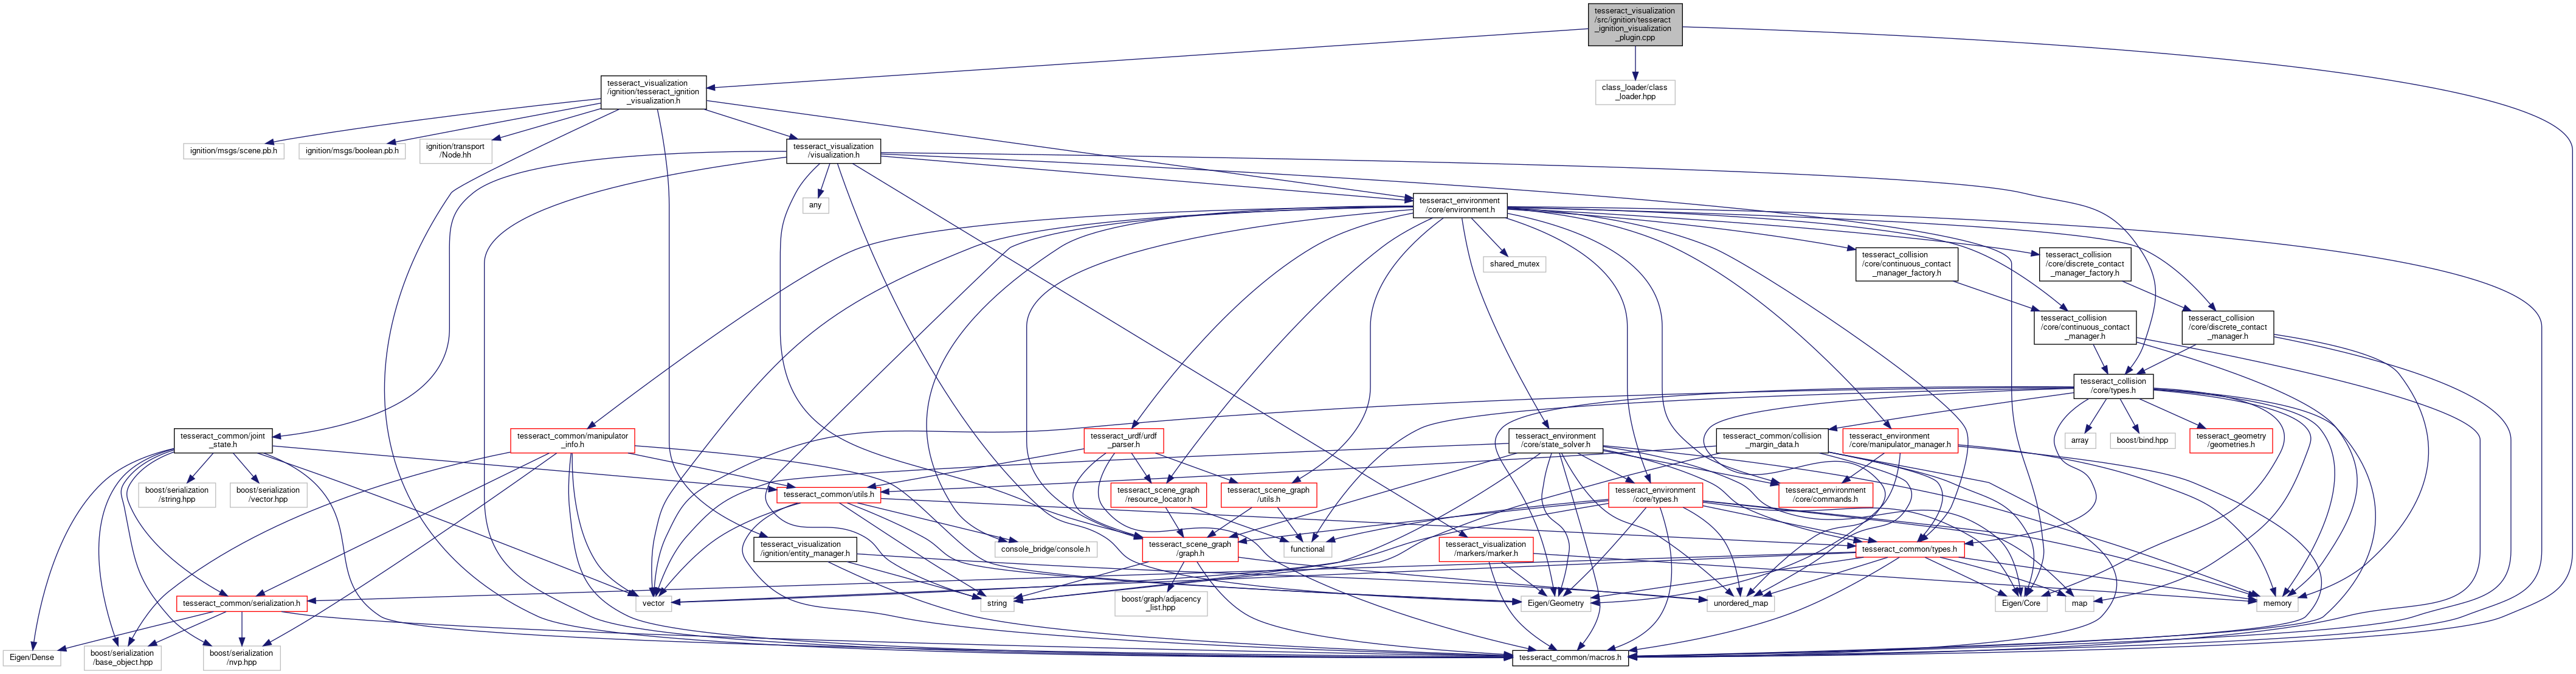 tesseract_visualization
/src/ignition/tesseract
_ignition_visualization
_plugin.cpp
tesseract_visualization
/ignition/tesseract_ignition
_visualization.h
class_loader/class
_loader.hpp
ignition/msgs/scene.pb.h
ignition/msgs/boolean.pb.h
ignition/transport
/Node.hh
tesseract_visualization
/visualization.h
any
tesseract_environment
/core/environment.h
shared_mutex
tesseract_collision
/core/continuous_contact
_manager_factory.h
tesseract_collision
/core/discrete_contact
_manager_factory.h
tesseract_collision
/core/continuous_contact
_manager.h
tesseract_collision
/core/discrete_contact
_manager.h
tesseract_collision
/core/types.h
tesseract_common/joint
_state.h
tesseract_common/manipulator
_info.h
tesseract_urdf/urdf
_parser.h
tesseract_environment
/core/state_solver.h
tesseract_common/collision
_margin_data.h
tesseract_environment
/core/manipulator_manager.h
array
boost/bind.hpp
tesseract_geometry
/geometries.h
boost/serialization
/string.hpp
boost/serialization
/vector.hpp
tesseract_common/utils.h
tesseract_scene_graph
/resource_locator.h
tesseract_scene_graph
/utils.h
tesseract_environment
/core/types.h
tesseract_environment
/core/commands.h
tesseract_visualization
/ignition/entity_manager.h
console_bridge/console.h
tesseract_scene_graph
/graph.h
functional
tesseract_visualization
/markers/marker.h
tesseract_common/types.h
tesseract_common/serialization.h
vector
string
boost/graph/adjacency
_list.hpp
Eigen/Geometry
unordered_map
Eigen/Core
map
memory
Eigen/Dense
boost/serialization
/base_object.hpp
boost/serialization
/nvp.hpp
tesseract_common/macros.h